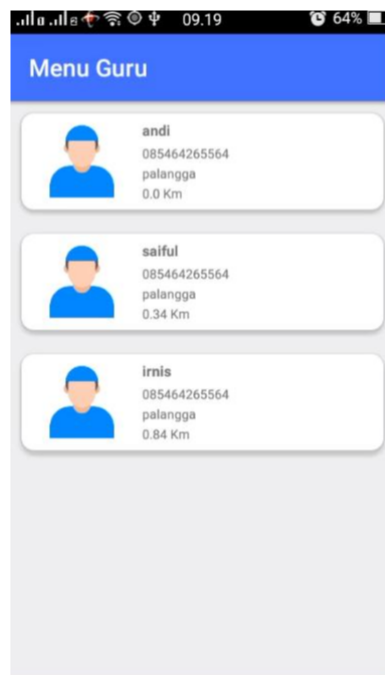 09.19 64%
Menu Guru
andi
085464265564
palangga
0.0 Km
saiful
085464265564
palangga
0.34 Km
irnis
085464265564
palangga
0.84 Km